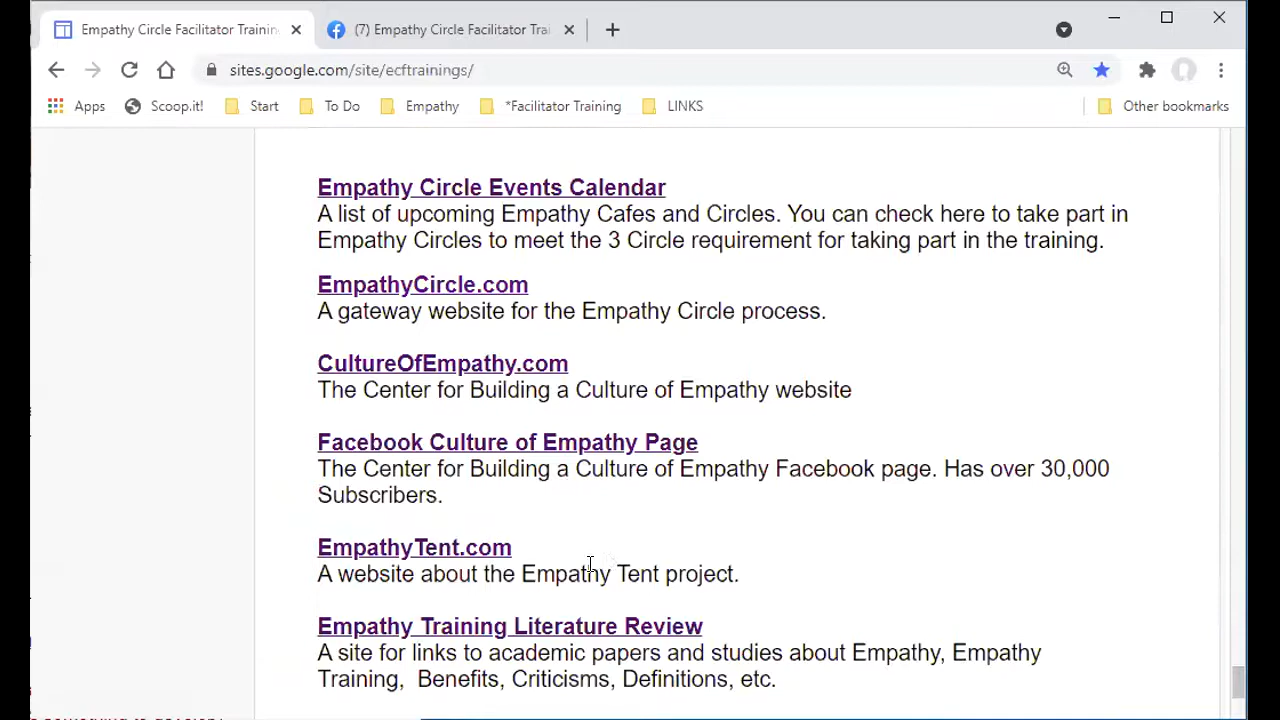 Empathy Circle Facilitator Trainin
(7) Empathy Circle Facilitator Tra
sites.google.com/site/ecftrainings/
Apps Scoop.it! Start To Do Empathy *Facilitator Training LINKS Other bookmarks
Empathy Circle Events Calendar
A list of upcoming Empathy Cafes and Circles. You can check here to take part in
Empathy Circles to meet the 3 Circle requirement for taking part in the training.
EmpathyCircle.com
A gateway website for the Empathy Circle process.
CultureOfEmpathy.com
The Center for Building a Culture of Empathy website
Facebook Culture of Empathy Page
The Center for Building a Culture of Empathy Facebook page. Has over 30,000
Subscribers.
EmpathyTent.com
A website about the Empathy Tent project.
Empathy Training Literature Review
A site for links to academic papers and studies about Empathy, Empathy
Training,  Benefits, Criticisms, Definitions, etc.